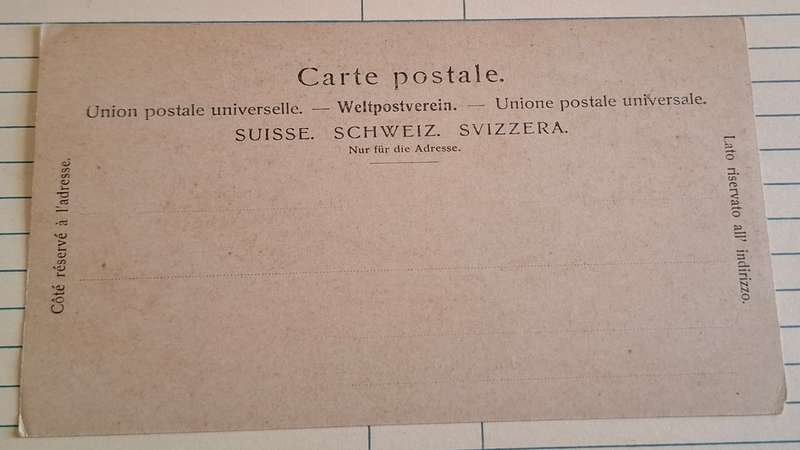 Carte postale.
Union postale universelle. — Weltpostverein. — Unione postale universale.
SUISSE. SCHWEIZ. SVIZZERA.
Nur für die Adresse.
Côté réservé à l'adresse.
Lato riservato all' indirizzo.